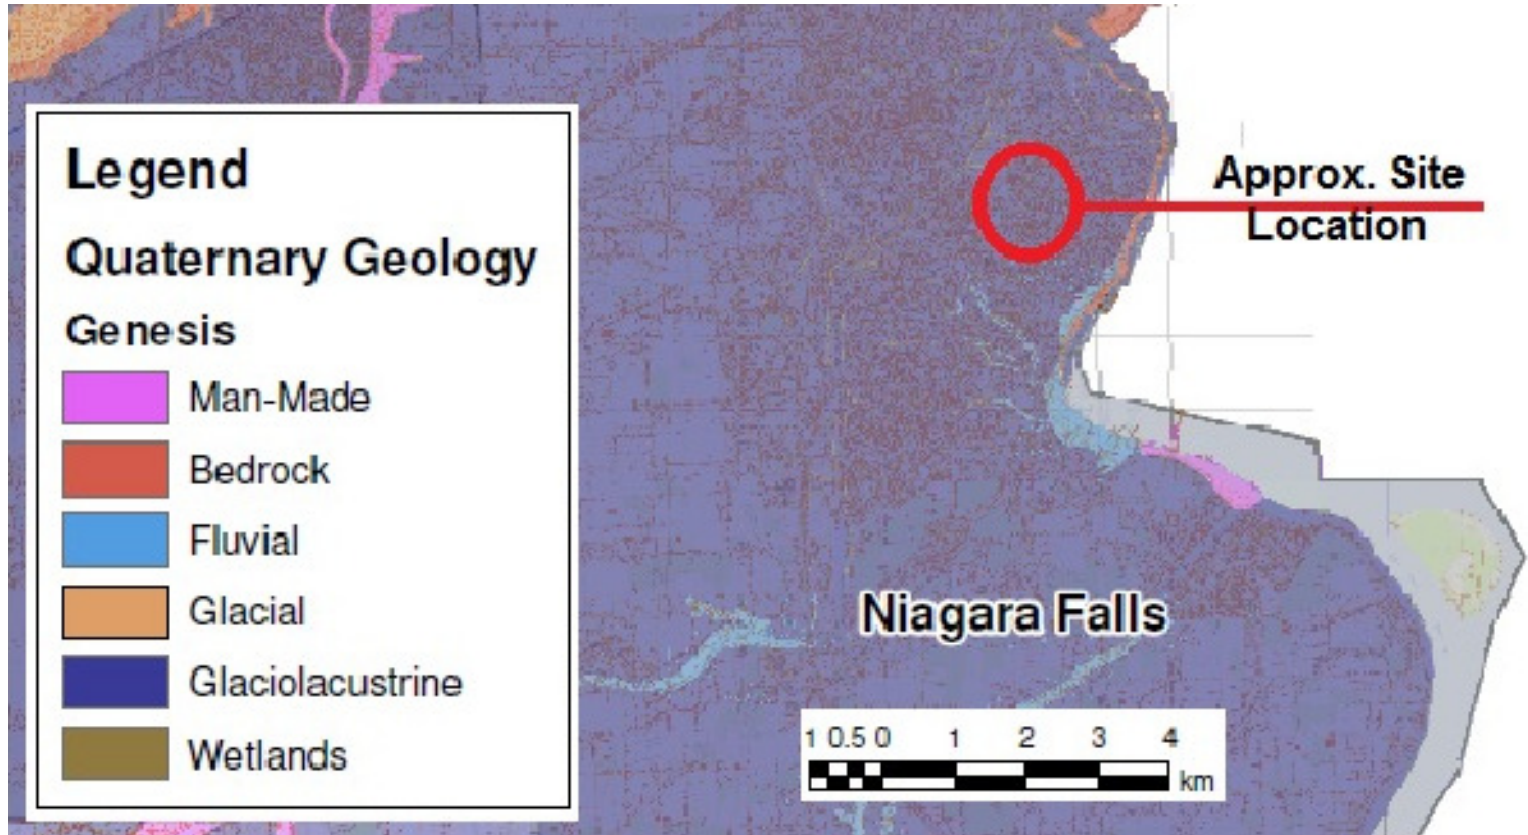 Legend
Quaternary Geology
Genesis
Man-Made
Bedrock
Fluvial
Glacial
Glaciolacustrine
Wetlands
Approx. Site
Location
Niagara Falls
1 0.5 0 1 2 3 4
km